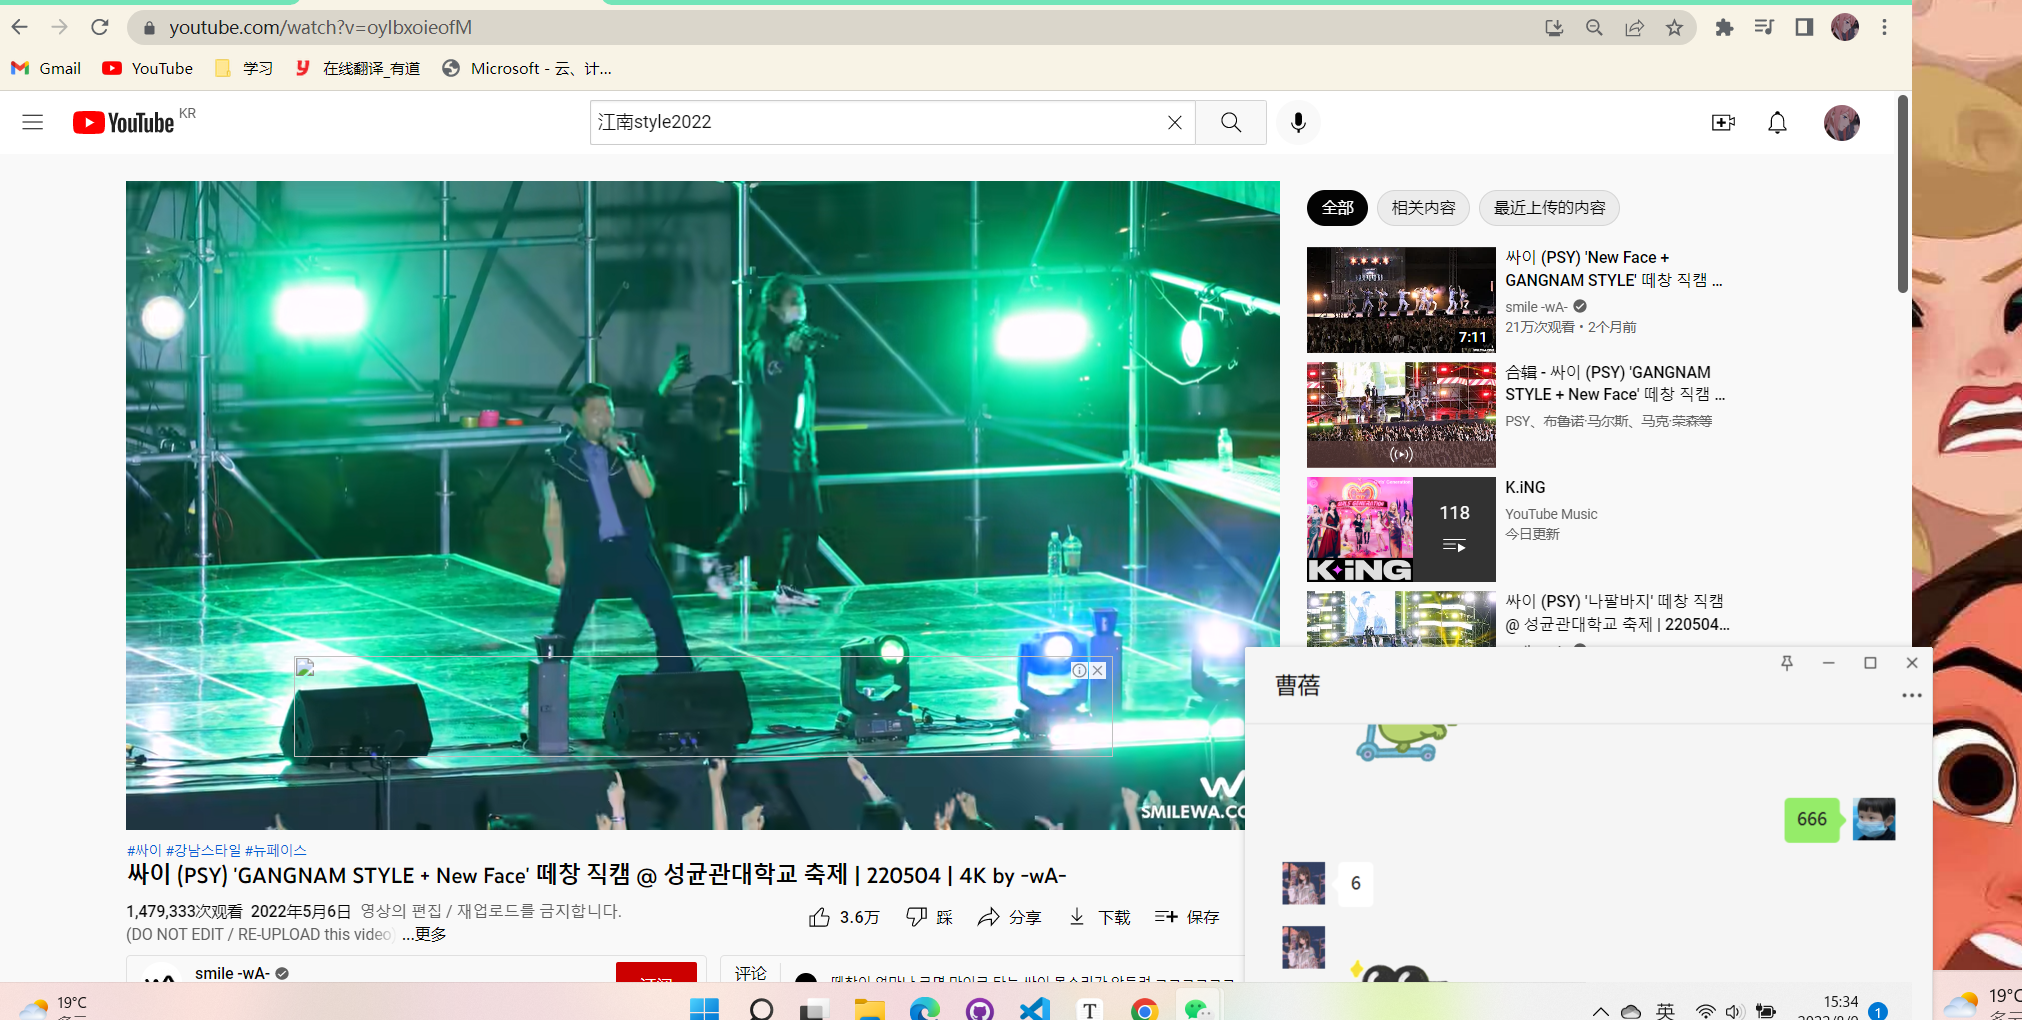 youtube.com/watch?v=oyIbxoieofM
Gmail
YouTube
学习
在线翻译_有道
Microsoft - 云、计...
YouTube KR
江南style2022
全部
相关内容
最近上传的内容
싸이 (PSY) 'New Face +
GANGNAM STYLE' 떼창 직캠 ...
smile -wA-
21万次观看 • 2个月前
7:11
合辑 - 싸이 (PSY) 'GANGNAM
STYLE + New Face' 떼창 직캠 ...
PSY、布鲁诺·马尔斯、马克·荣森等
K.iNG
YouTube Music
今日更新
118
K✦iNG
싸이 (PSY) '나팔바지' 떼창 직캠
@ 성균관대학교 축제 | 220504...
SMILEWA.CO
#싸이 #강남스타일 #뉴페이스
싸이 (PSY) 'GANGNAM STYLE + New Face' 떼창 직캠 @ 성균관대학교 축제 | 220504 | 4K by -wA-
1,479,333次观看 2022年5月6日 영상의 편집 / 재업로드를 금지합니다.
(DO NOT EDIT / RE-UPLOAD this video) ...更多
3.6万
踩
分享
下载
保存
smile -wA-
订阅
评论
曹蓓
666
6
19°C
英
15:34
1
19°C